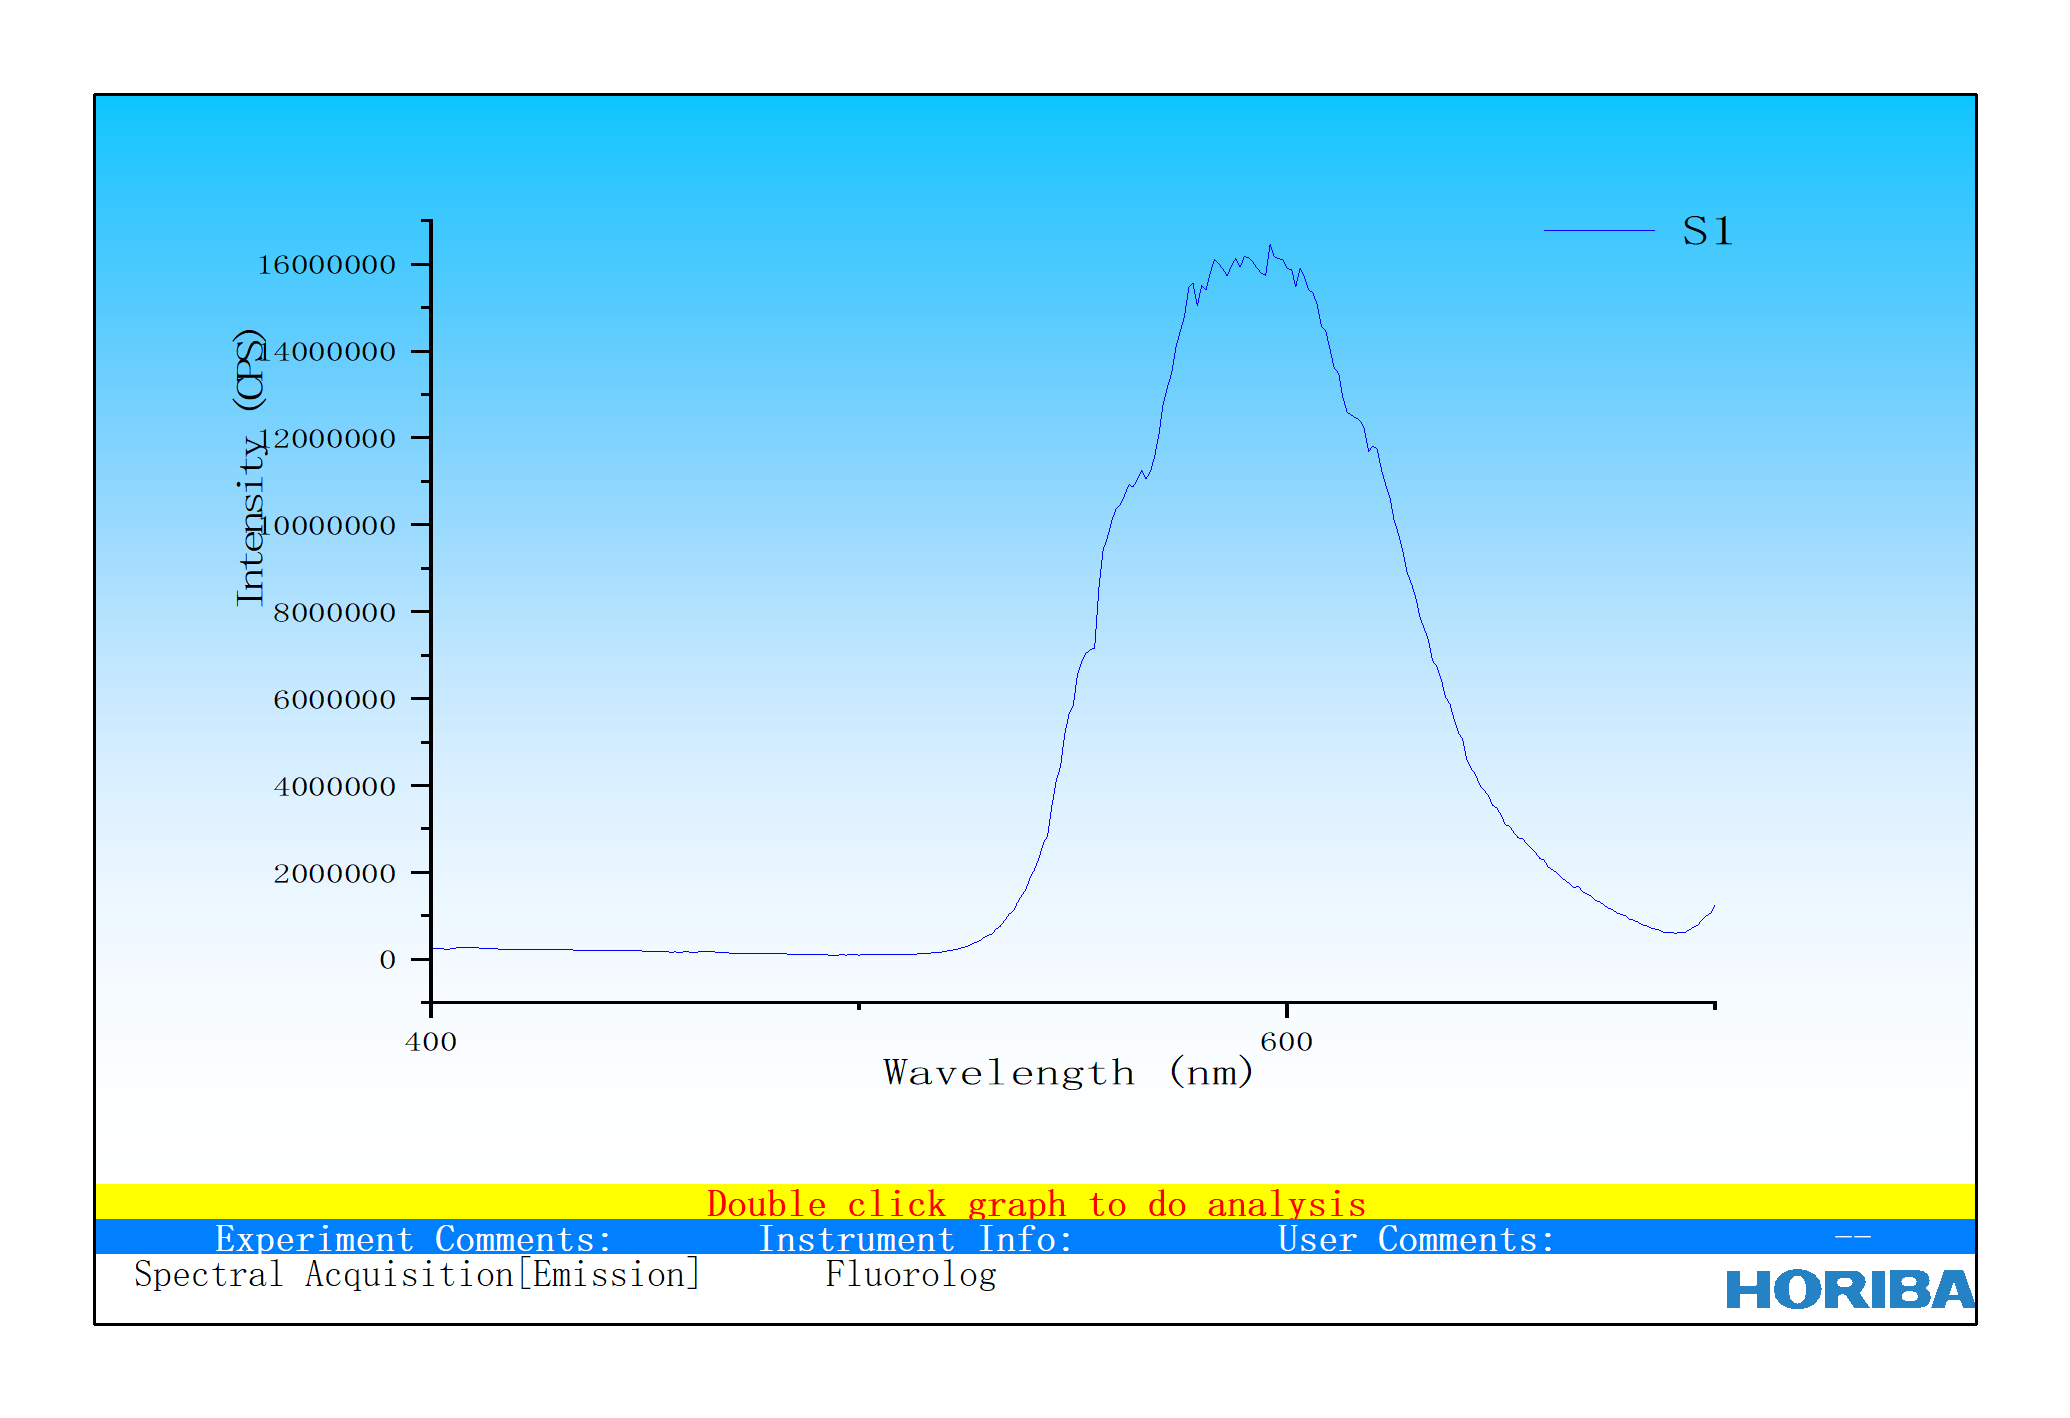 S1
16000000
14000000
12000000
10000000
8000000
6000000
4000000
2000000
0
Intensity (CPS)
400
600
Wavelength (nm)
Double click graph to do analysis
Experiment Comments: Instrument Info: User Comments: --
Spectral Acquisition[Emission] Fluorolog
HORIBA